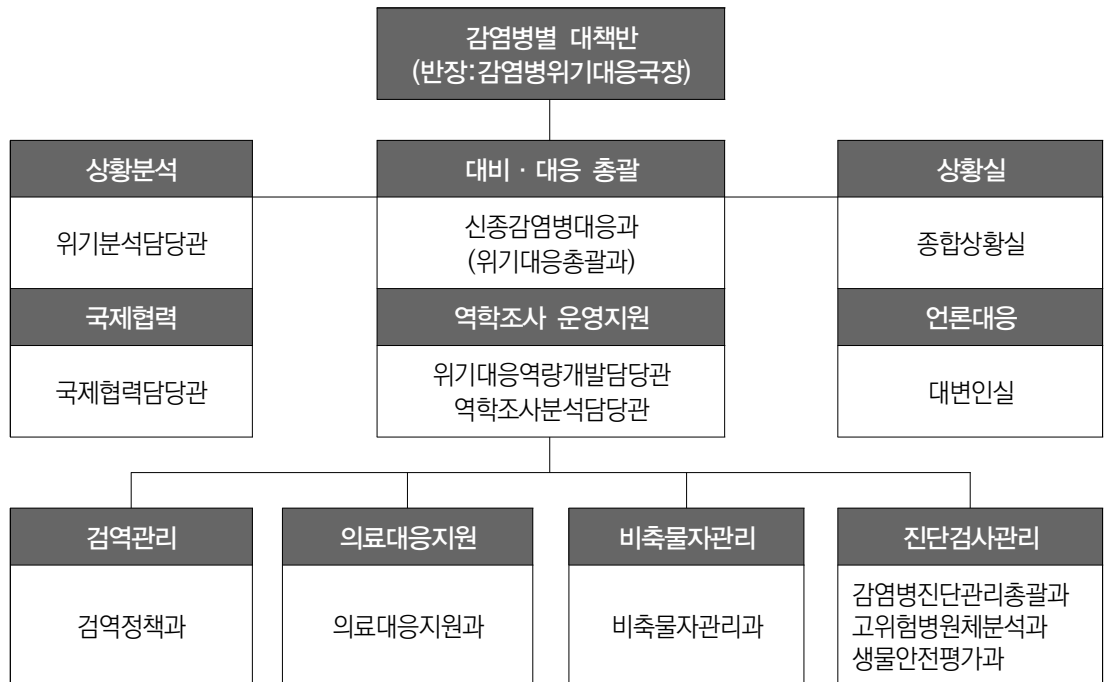 감염병별 대책반
(반장:감염병위기대응국장)
상황분석
대비·대응 총괄
상황실
위기분석담당관
신종감염병대응과
(위기대응총괄과)
종합상황실
국제협력
역학조사 운영지원
언론대응
국제협력담당관
위기대응역량개발담당관
역학조사분석담당관
대변인실
검역관리
의료대응지원
비축물자관리
진단검사관리
검역정책과
의료대응지원과
비축물자관리과
감염병진단관리총괄과
고위험병원체분석과
생물안전평가과